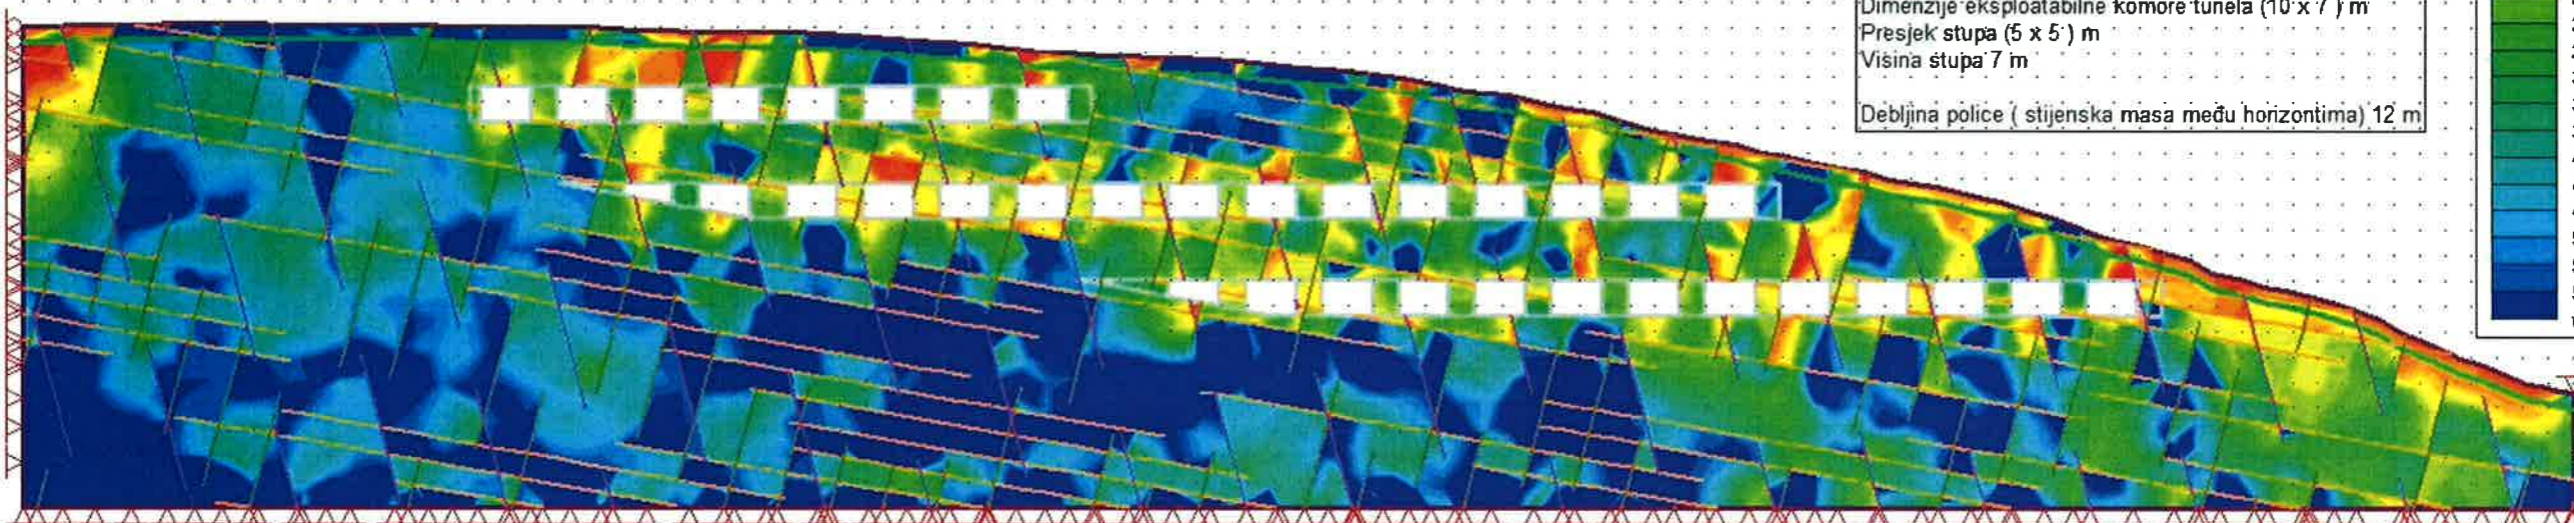 Dimenzije eksploatabilne komore tunela (10 x 7 ) m
Presjek stupa (5 x 5 ) m
Visina stupa 7 m
Debljina police ( stijenska masa među horizontima) 12 m